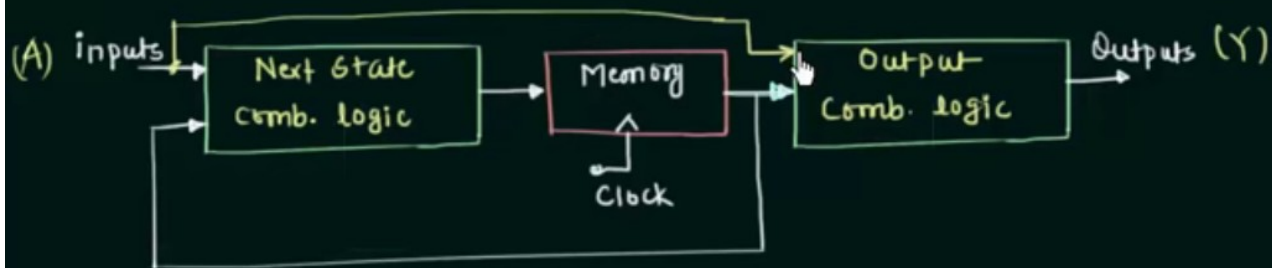 (A) inputs
Next State
comb. logic
Memory
Clock
Output
Comb. logic
Outputs (Y)